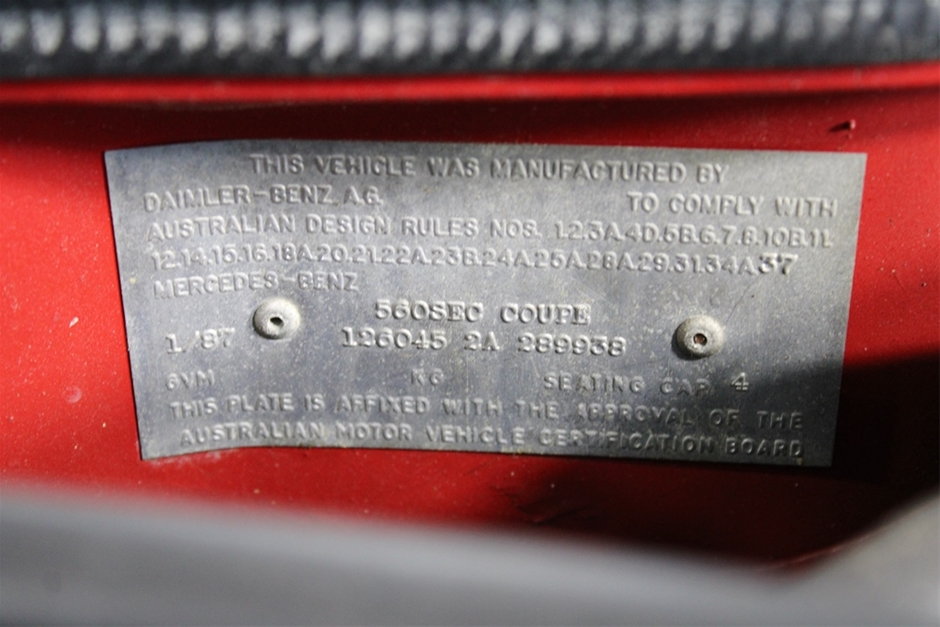 THIS VEHICLE WAS MANUFACTURED BY
DAIMLER-BENZ A.G. TO COMPLY WITH
AUSTRALIAN DESIGN RULES NOS. 1.2.3A.4D.5B.6.7.8.10B.11.
12.14.15.16.18A.20.21.22A.23B.24A.25A.28A.29.31.34A.37
MERCEDES-BENZ
560SEC COUPE
1/87 126045 2A 289938
GVM KG SEATING CAP. 4
THIS PLATE IS AFFIXED WITH THE APPROVAL OF THE
AUSTRALIAN MOTOR VEHICLE CERTIFICATION BOARD